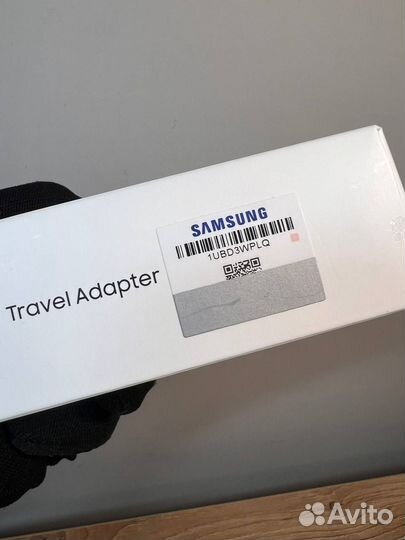 SAMSUNG
1UBD3WPLQ
Travel Adapter
Avito